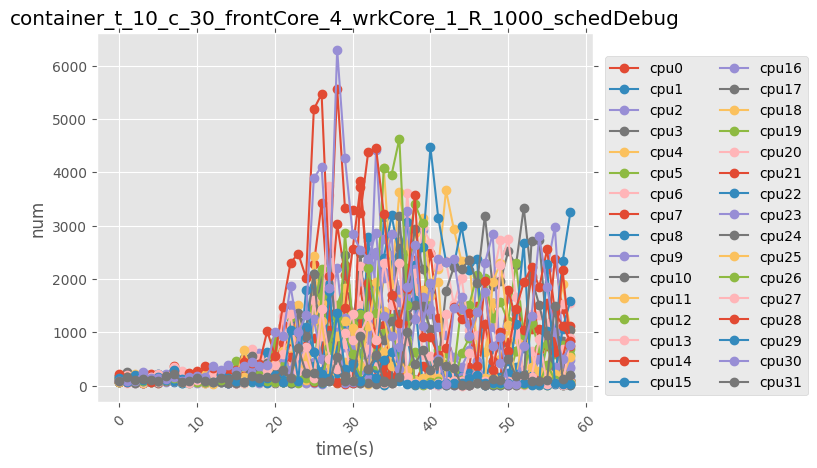 container_t_10_c_30_frontCore_4_wrkCore_1_R_1000_schedDebug
6000
5000
4000
3000
2000
1000
0
num
0
10
20
30
40
50
60
time(s)
cpu0
cpu1
cpu2
cpu3
cpu4
cpu5
cpu6
cpu7
cpu8
cpu9
cpu10
cpu11
cpu12
cpu13
cpu14
cpu15
cpu16
cpu17
cpu18
cpu19
cpu20
cpu21
cpu22
cpu23
cpu24
cpu25
cpu26
cpu27
cpu28
cpu29
cpu30
cpu31